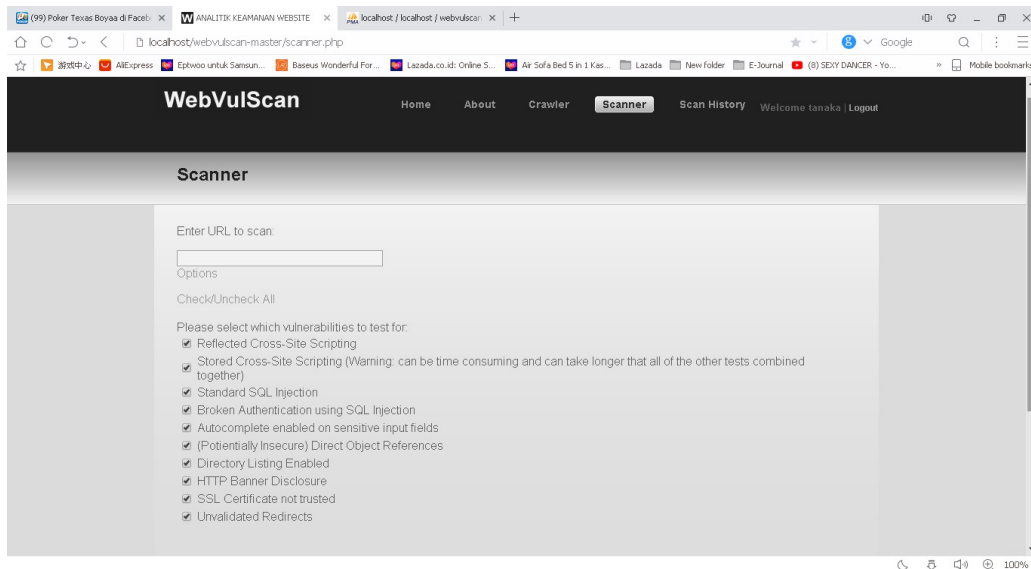 (99) Poker Texas Boyaa di Faceb
ANALITIK KEAMANAN WEBSITE
localhost / localhost / webvulscan
localhost/webvulscan-master/scanner.php
Google
游戏中心
AliExpress
Eptwoo untuk Samsun...
Baseus Wonderful For...
Lazada.co.id: Online S...
Air Sofa Bed 5 in 1 Kas...
Lazada
New folder
E-Journal
(8) SEXY DANCER - Yo...
»
Mobile bookmarks
WebVulScan
Home
About
Crawler
Scanner
Scan History
Welcome tanaka | Logout
Scanner
Enter URL to scan:
Options
Check/Uncheck All
Please select which vulnerabilities to test for:
Reflected Cross-Site Scripting
Stored Cross-Site Scripting (Warning: can be time consuming and can take longer that all of the other tests combined
together)
Standard SQL Injection
Broken Authentication using SQL Injection
Autocomplete enabled on sensitive input fields
(Potientially Insecure) Direct Object References
Directory Listing Enabled
HTTP Banner Disclosure
SSL Certificate not trusted
Unvalidated Redirects
100%